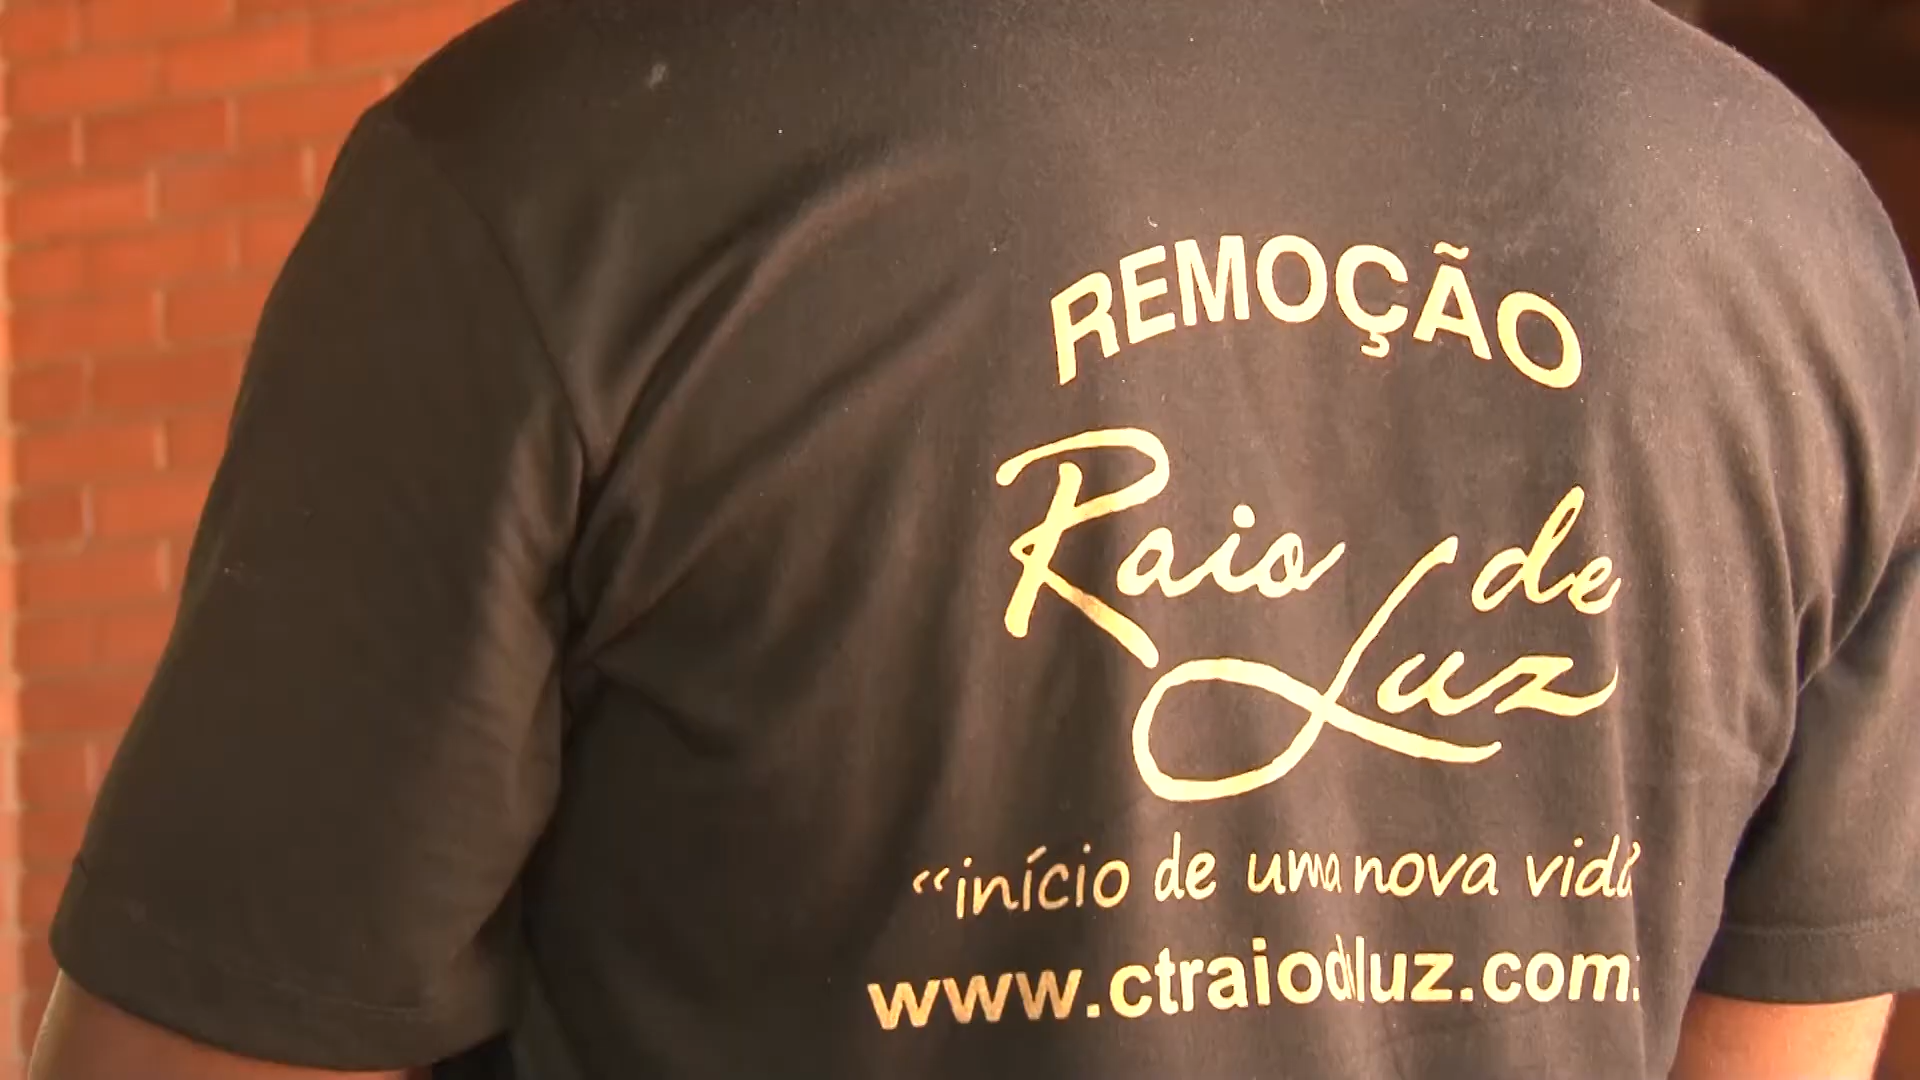 REMOÇÃO
Raio de
Luz
“início de uma nova vida
www.ctraiodluz.com.